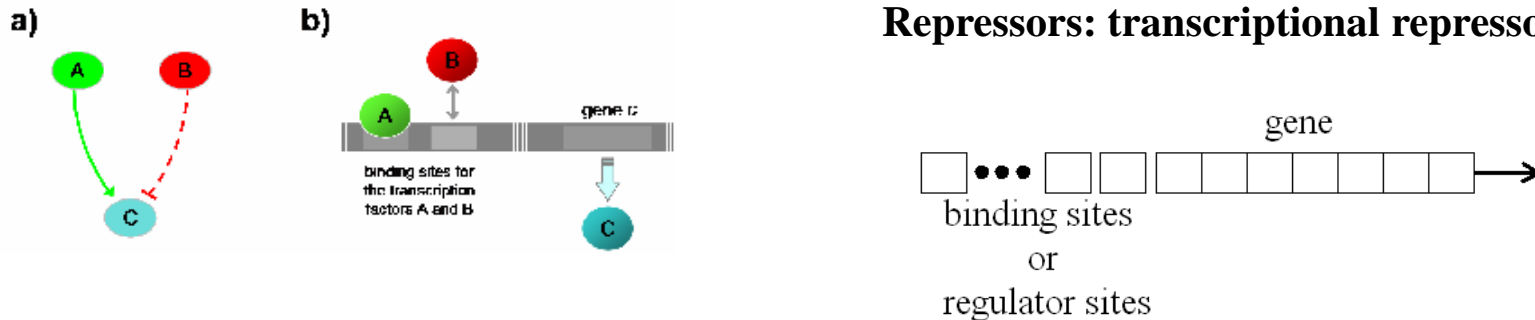 a)
A
B
C
b)
B
A
gene c
binding sites for
the transcription
factors A and B
C
Repressors: transcriptional represso
gene
binding sites
or
regulator sites